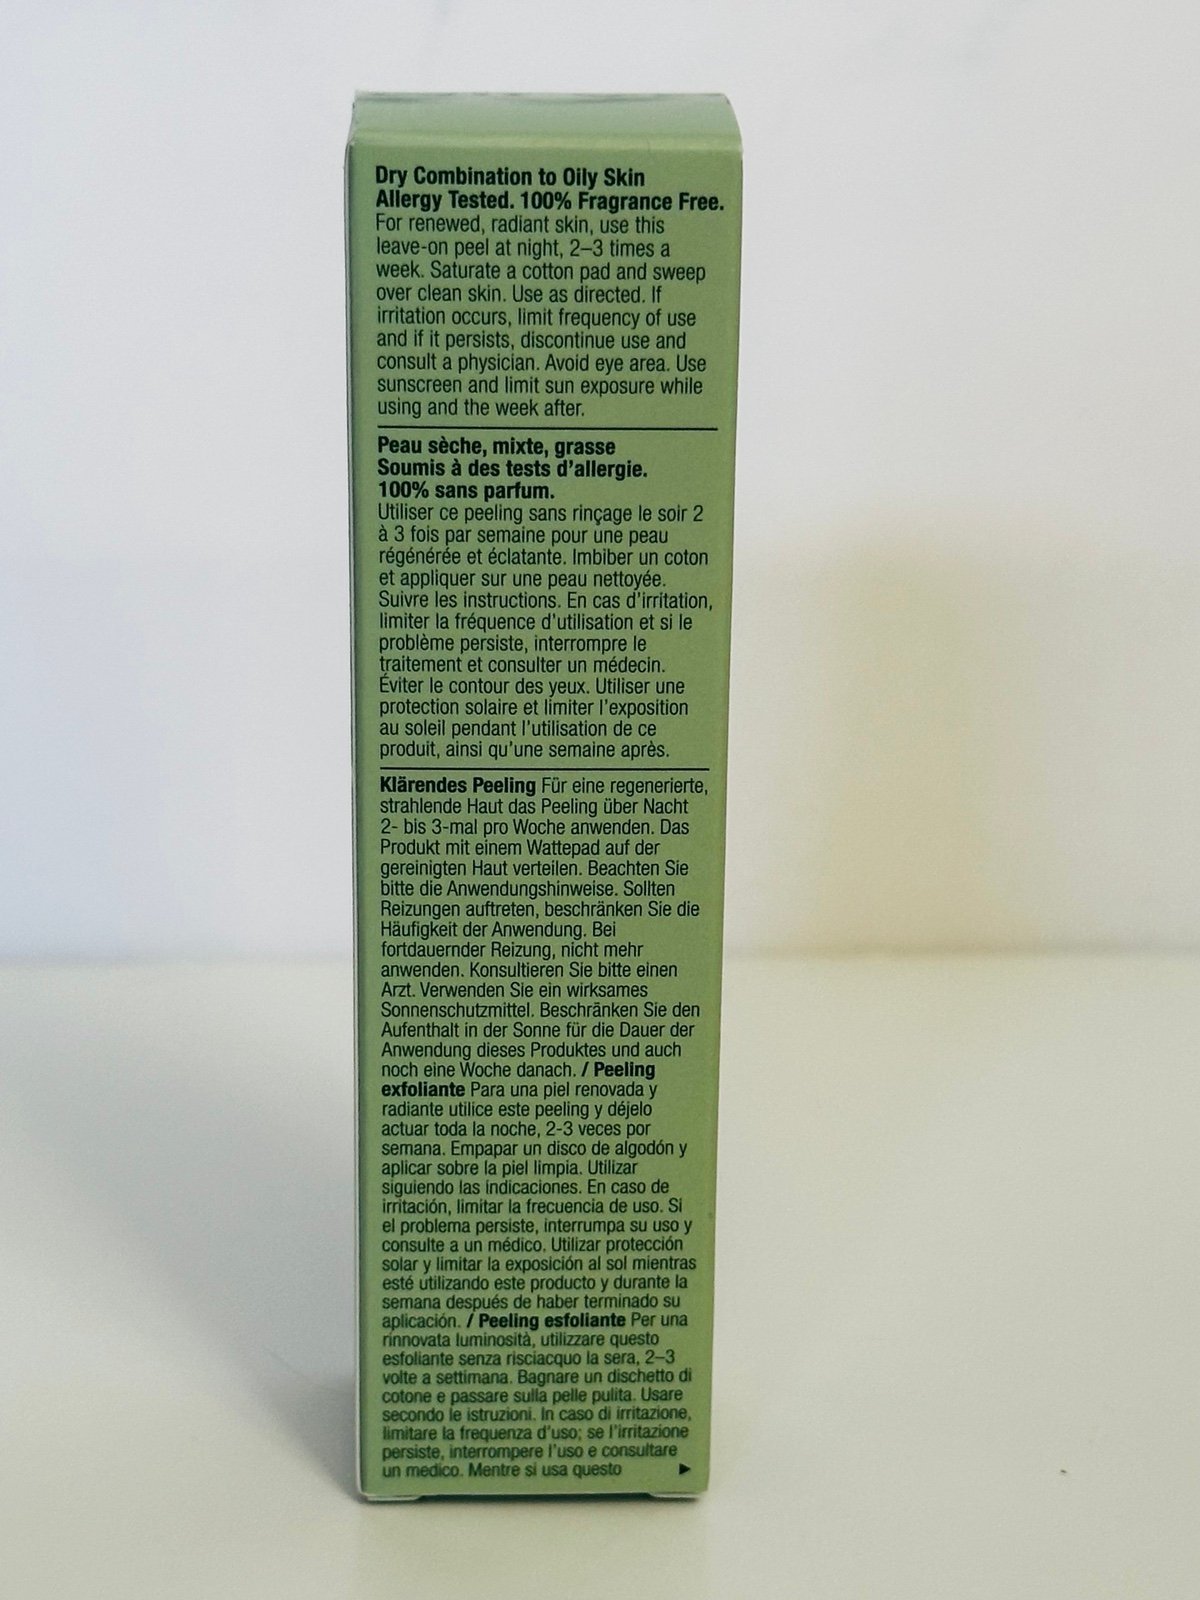 Dry Combination to Oily Skin
Allergy Tested. 100% Fragrance Free.
For renewed, radiant skin, use this
leave-on peel at night, 2–3 times a
week. Saturate a cotton pad and sweep
over clean skin. Use as directed. If
irritation occurs, limit frequency of use
and if it persists, discontinue use and
consult a physician. Avoid eye area. Use
sunscreen and limit sun exposure while
using and the week after.
Peau sèche, mixte, grasse
Soumis à des tests d'allergie.
100% sans parfum.
Utiliser ce peeling sans rinçage le soir 2
à 3 fois par semaine pour une peau
régénérée et éclatante. Imbiber un coton
et appliquer sur une peau nettoyée.
Suivre les instructions. En cas d'irritation,
limiter la fréquence d'utilisation et si le
problème persiste, interrompre le
traitement et consulter un médecin.
Éviter le contour des yeux. Utiliser une
protection solaire et limiter l'exposition
au soleil pendant l'utilisation de ce
produit, ainsi qu'une semaine après.
Klärendes Peeling Für eine regenerierte,
strahlende Haut das Peeling über Nacht
2- bis 3-mal pro Woche anwenden. Das
Produkt mit einem Wattepad auf der
gereinigten Haut verteilen. Beachten Sie
bitte die Anwendungshinweise. Sollten
Reizungen auftreten, beschränken Sie die
Häufigkeit der Anwendung. Bei
fortdauernder Reizung, nicht mehr
anwenden. Konsultieren Sie bitte einen
Arzt. Verwenden Sie ein wirksames
Sonnenschutzmittel. Beschränken Sie den
Aufenthalt in der Sonne für die Dauer der
Anwendung dieses Produktes und auch
noch eine Woche danach. / Peeling
exfoliante Para una piel renovada y
radiante utilice este peeling y déjelo
actuar toda la noche, 2-3 veces por
semana. Empapar un disco de algodón y
aplicar sobre la piel limpia. Utilizar
siguiendo las indicaciones. En caso de
irritación, limitar la frecuencia de uso. Si
el problema persiste, interrumpa su uso y
consulte a un médico. Utilizar protección
solar y limitar la exposición al sol mientras
esté utilizando este producto y durante la
semana después de haber terminado su
aplicación. / Peeling esfoliante Per una
rinnovata luminosità, utilizzare questo
esfoliante senza risciacquo la sera, 2–3
volte a settimana. Bagnare un dischetto di
cotone e passare sulla pelle pulita. Usare
secondo le istruzioni. In caso di irritazione,
limitare la frequenza d'uso; se l'irritazione
persiste, interrompere l'uso e consultare
un medico. Mentre si usa questo ►